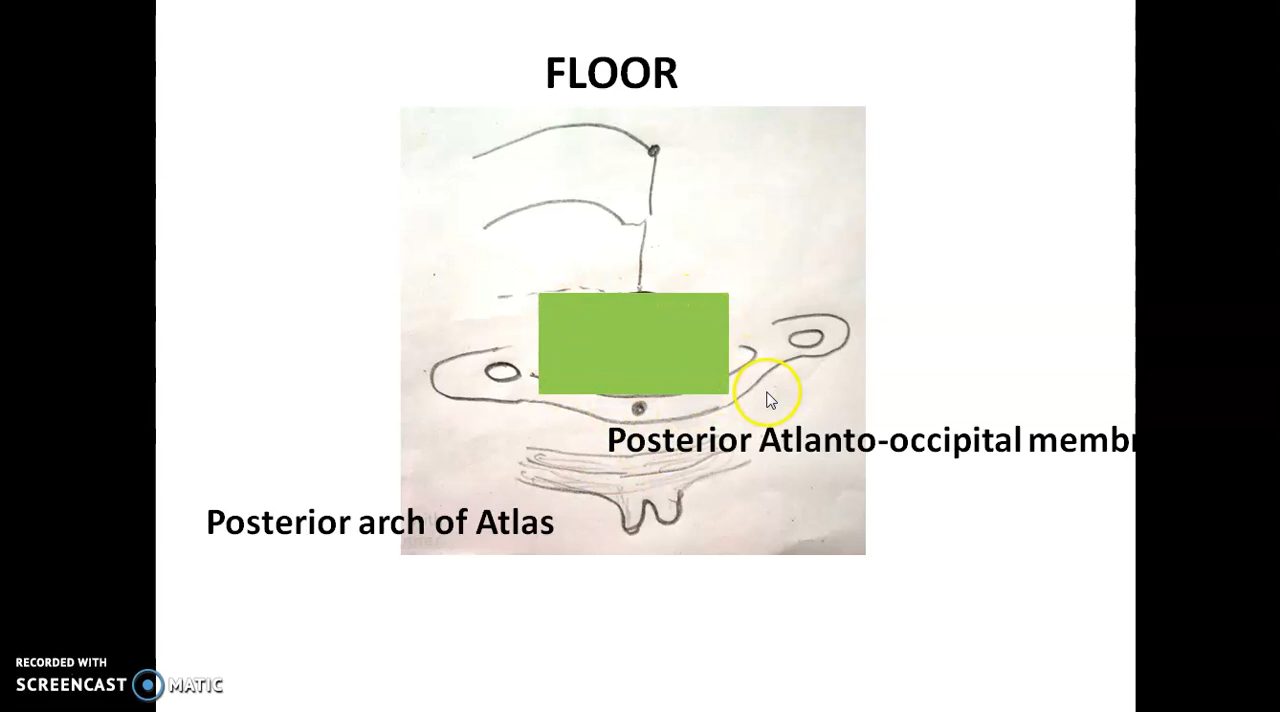 FLOOR
Posterior Atlanto-occipital membr
Posterior arch of Atlas
RECORDED WITH
SCREENCAST MATIC